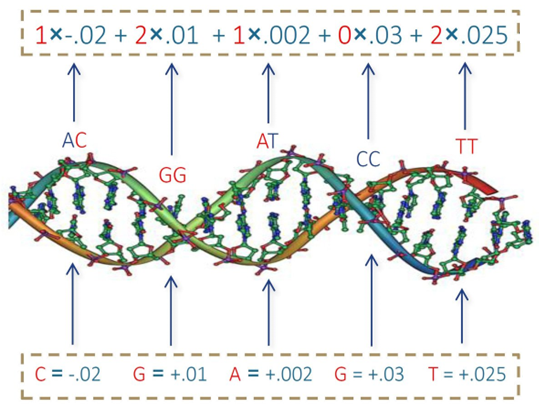 1×-.02 + 2×.01 + 1×.002 + 0×.03 + 2×.025
AC GG AT CC TT
C = -.02 G = +.01 A = +.002 G = +.03 T = +.025